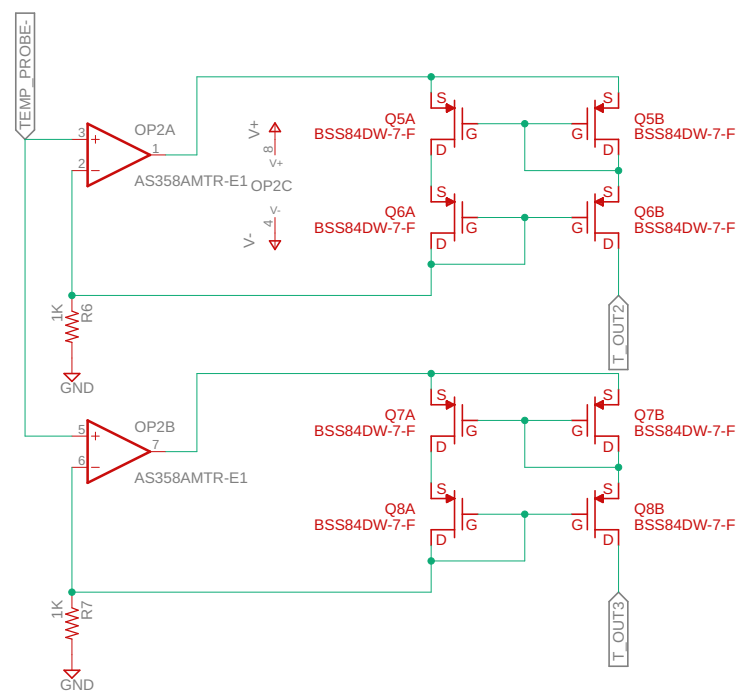 TEMP_PROBE-
OP2A
3
+
1
2
−
AS358AMTR-E1
V+
8
V+
OP2C
V-
4
V-
S
G
D
Q5A
BSS84DW-7-F
S
G
D
Q5B
BSS84DW-7-F
S
G
D
Q6A
BSS84DW-7-F
S
G
D
Q6B
BSS84DW-7-F
1K
R6
GND
T_OUT2
OP2B
5
+
7
6
−
AS358AMTR-E1
S
G
D
Q7A
BSS84DW-7-F
S
G
D
Q7B
BSS84DW-7-F
S
G
D
Q8A
BSS84DW-7-F
S
G
D
Q8B
BSS84DW-7-F
1K
R7
GND
T_OUT3